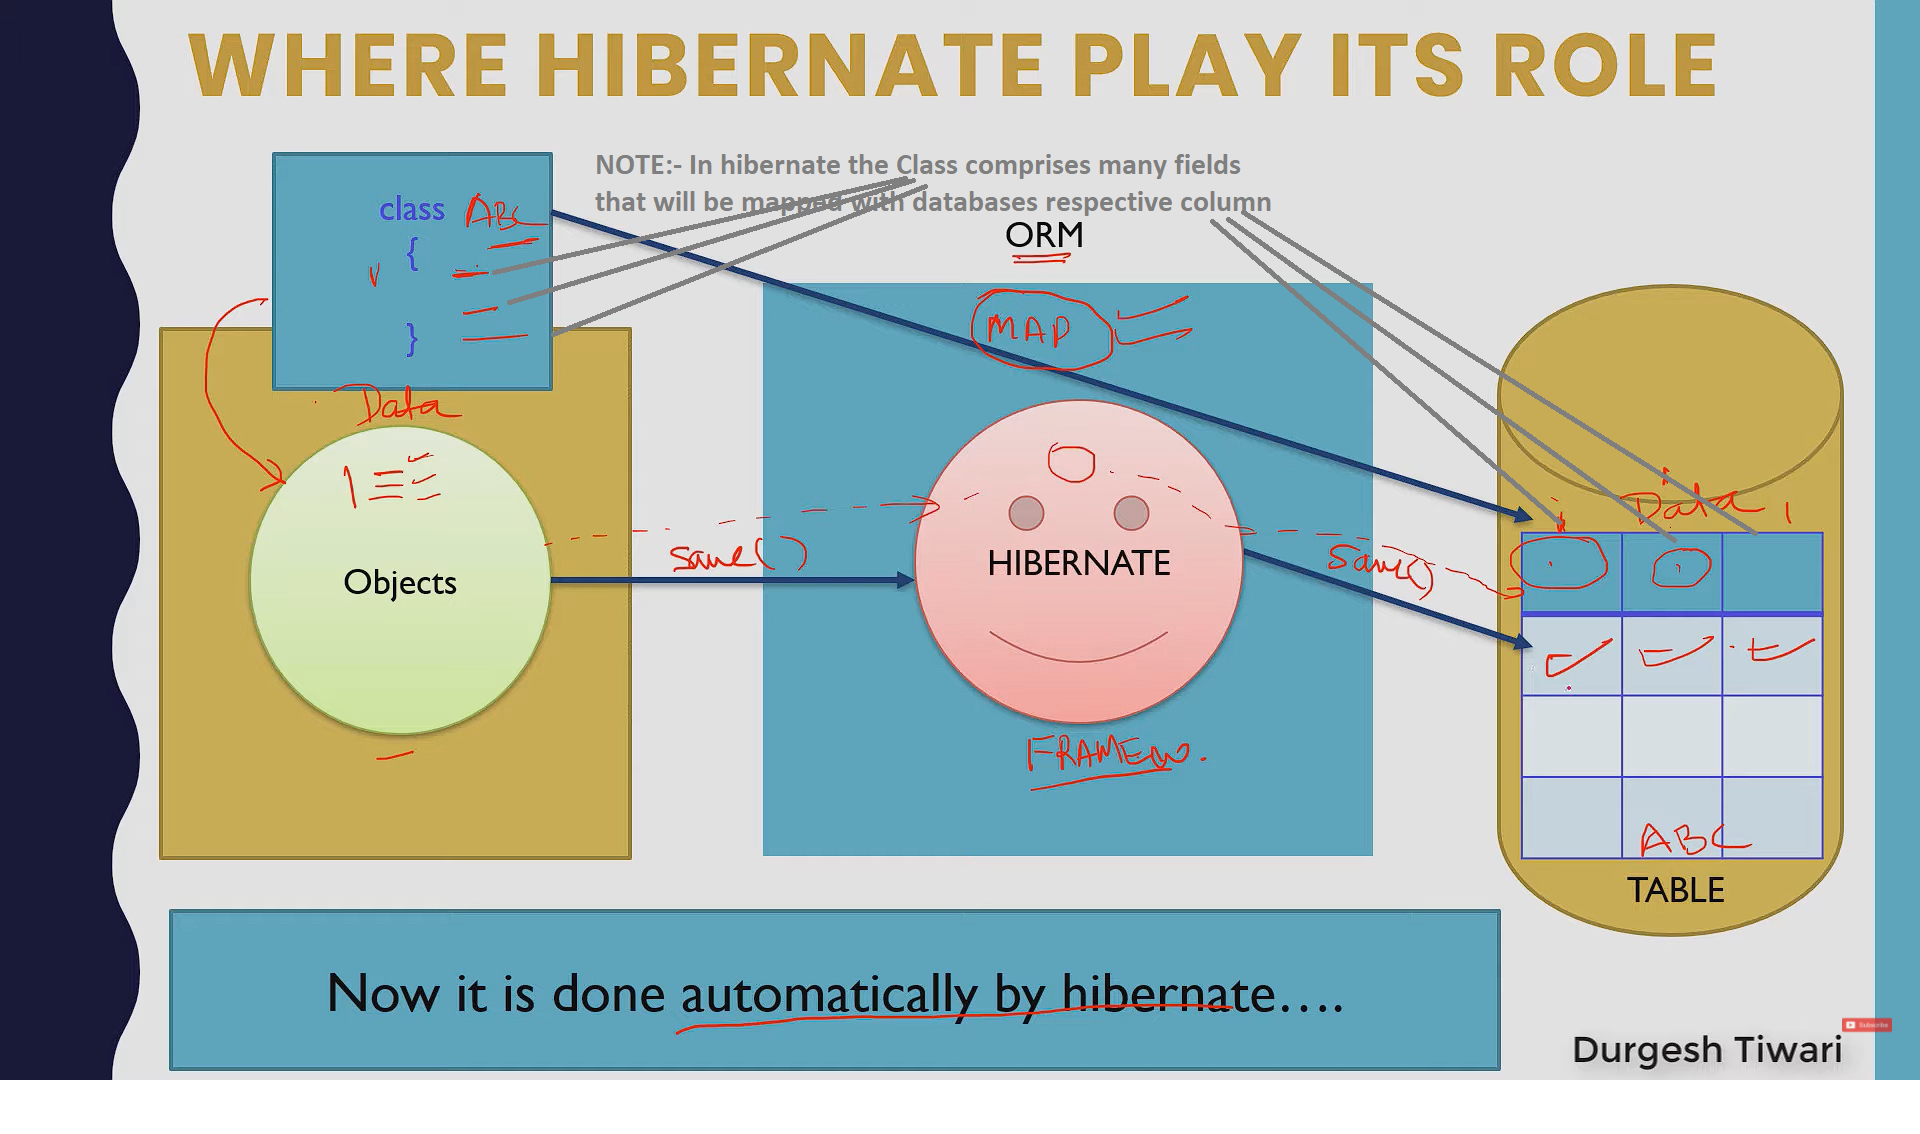 WHERE HIBERNATE PLAY ITS ROLE
NOTE:- In hibernate the Class comprises many fields
that will be mapped with databases respective column
class ABC
{
}
ORM
MAP
Data
Objects
save()
HIBERNATE
save()
Data
FRAMEW.
ABC
TABLE
Now it is done automatically by hibernate....
Durgesh Tiwari
Subscribe